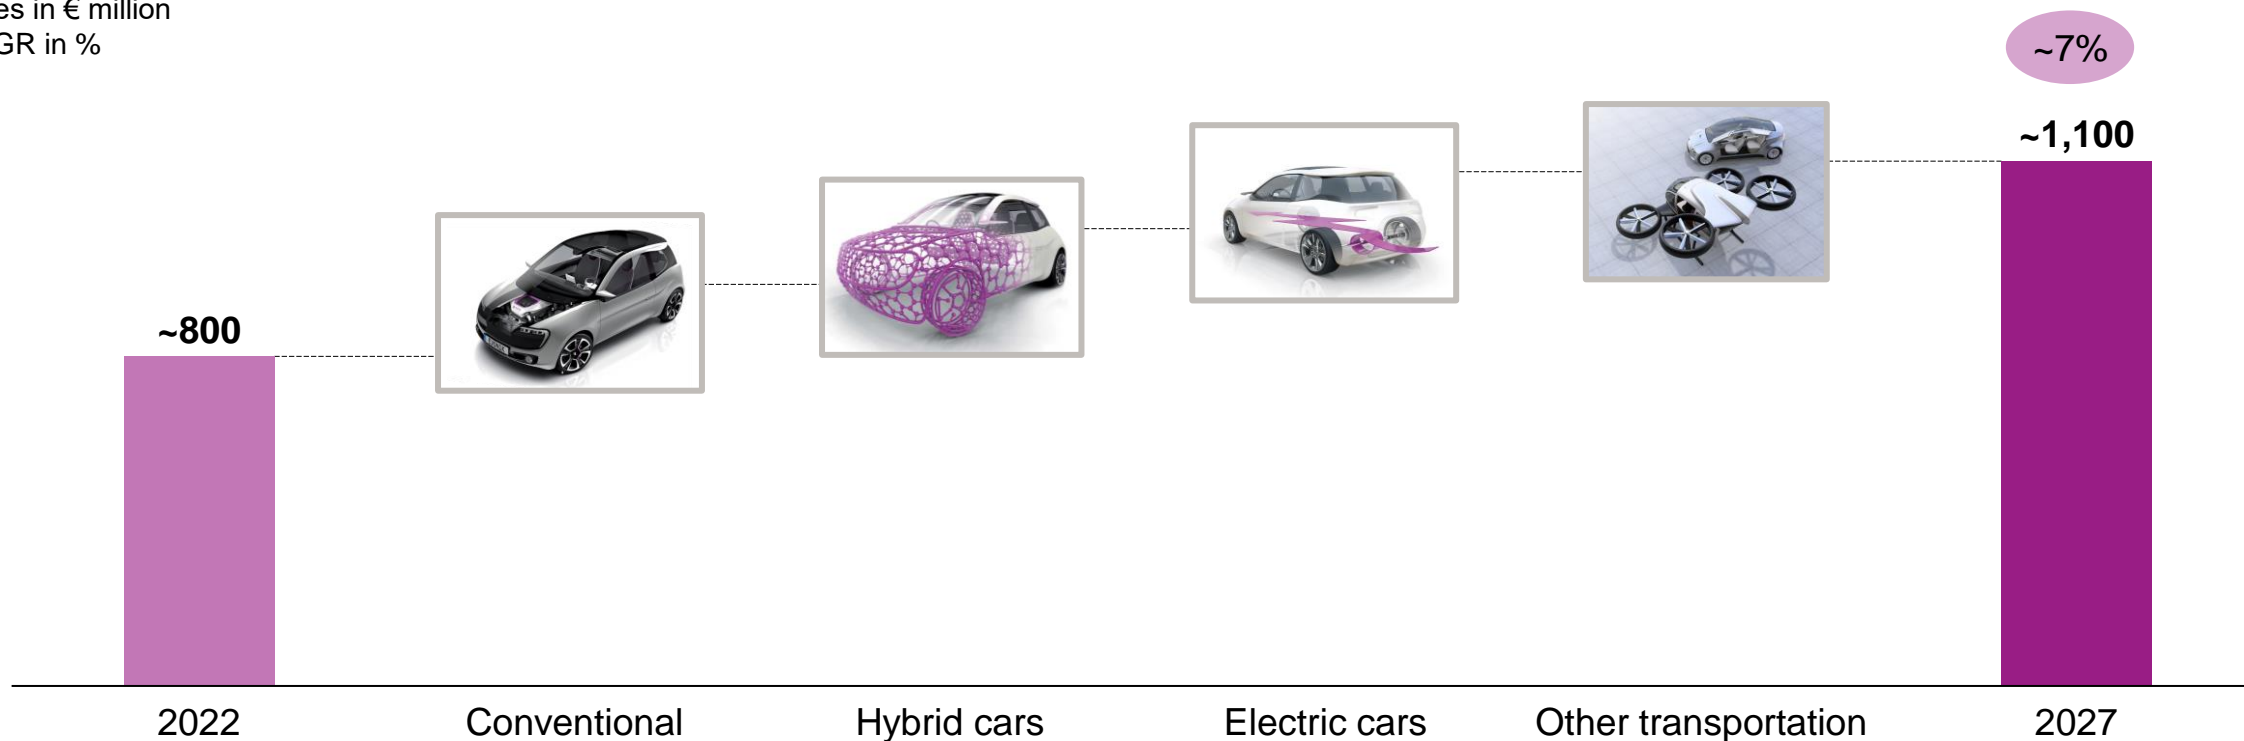 es in € million
GR in %
~7%
~1,100
~800
2022 Conventional Hybrid cars Electric cars Other transportation 2027